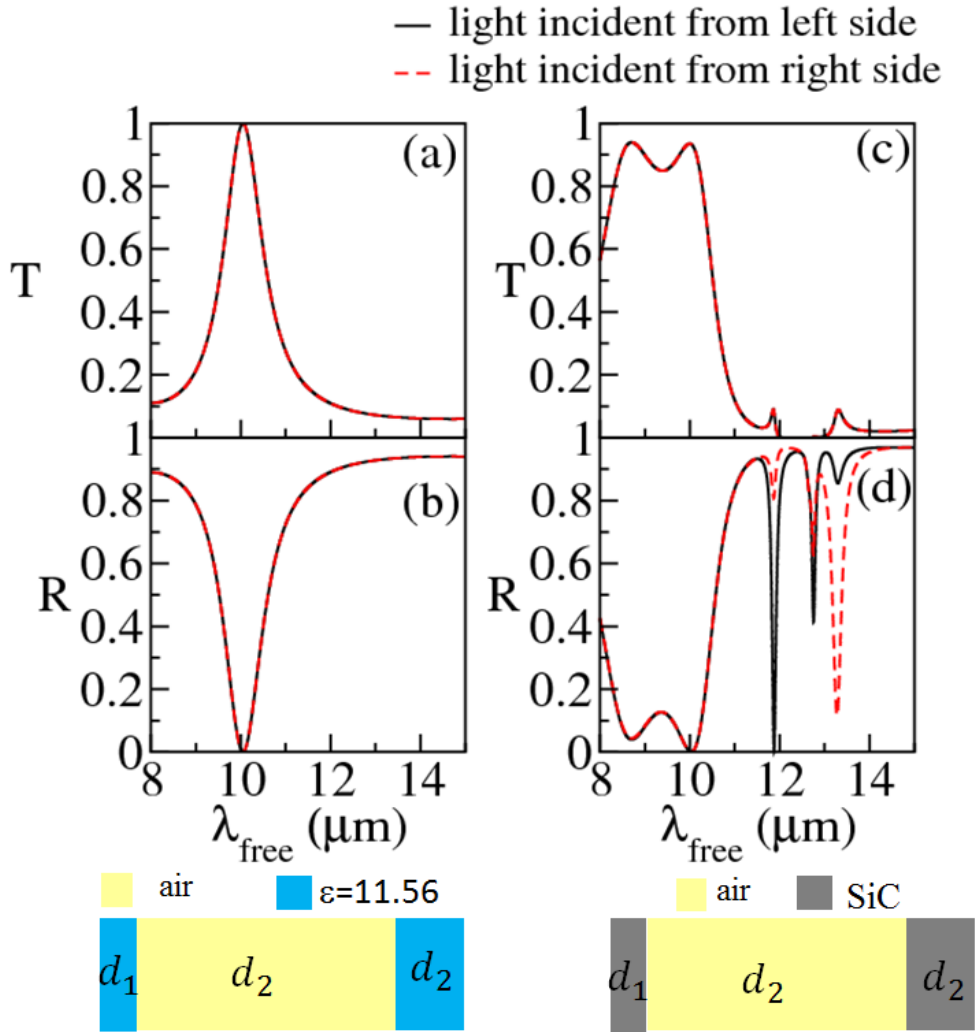 light incident from left side
light incident from right side
(a)
1
0.8
0.6
0.4
0.2
T
(c)
1
0.8
0.6
0.4
0.2
T
(b)
1
0.8
0.6
0.4
0.2
0
R
8 10 12 14
λfree (μm)
(d)
1
0.8
0.6
0.4
0.2
0
R
8 10 12 14
λfree (μm)
air ε=11.56
d1 d2 d2
air SiC
d1 d2 d2